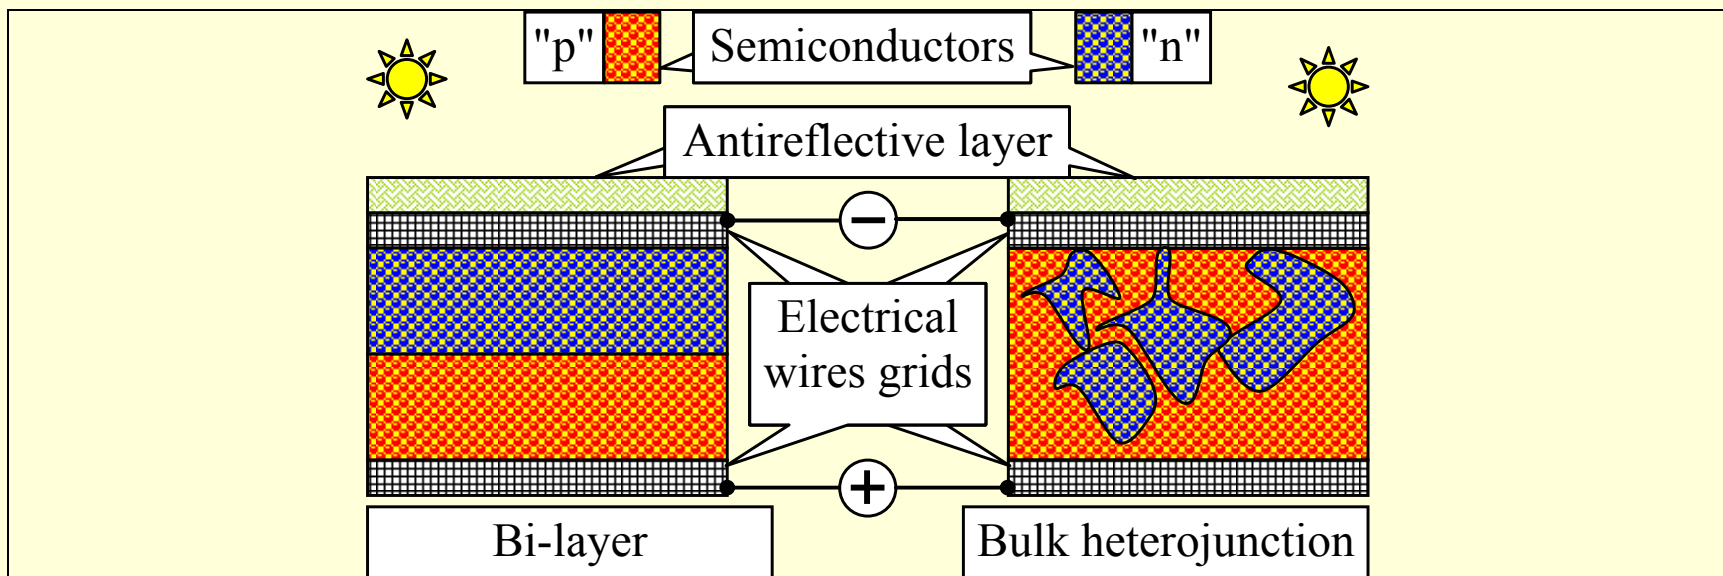 "p"
Semiconductors
"n"
Antireflective layer
−
Electrical
wires grids
+
Bi-layer
Bulk heterojunction